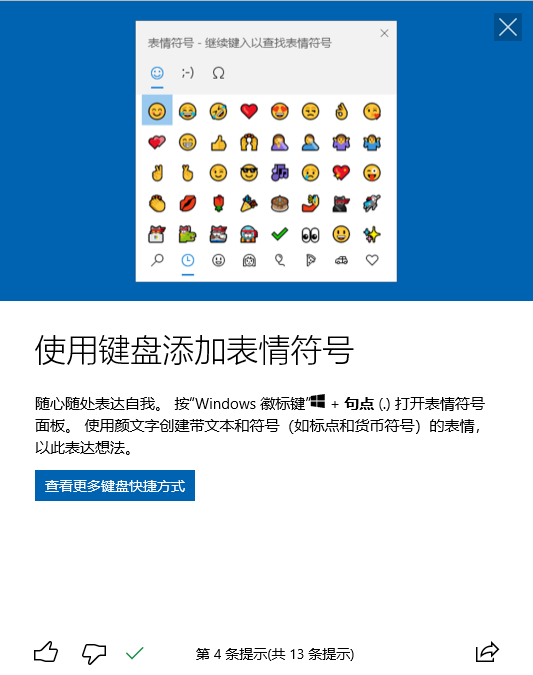 表情符号 - 继续键入以查找表情符号
;-)
Ω
使用键盘添加表情符号
随心随处表达自我。 按“Windows 徽标键” + 句点 (.) 打开表情符号
面板。 使用颜文字创建带文本和符号（如标点和货币符号）的表情，
以此表达想法。
查看更多键盘快捷方式
第 4 条提示(共 13 条提示)